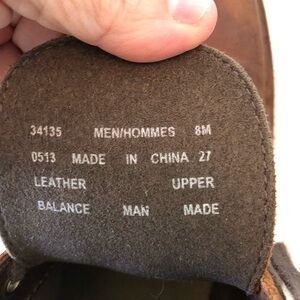 34135 MEN/HOMMES 8M
0513 MADE IN CHINA 27
LEATHER UPPER
BALANCE MAN MADE